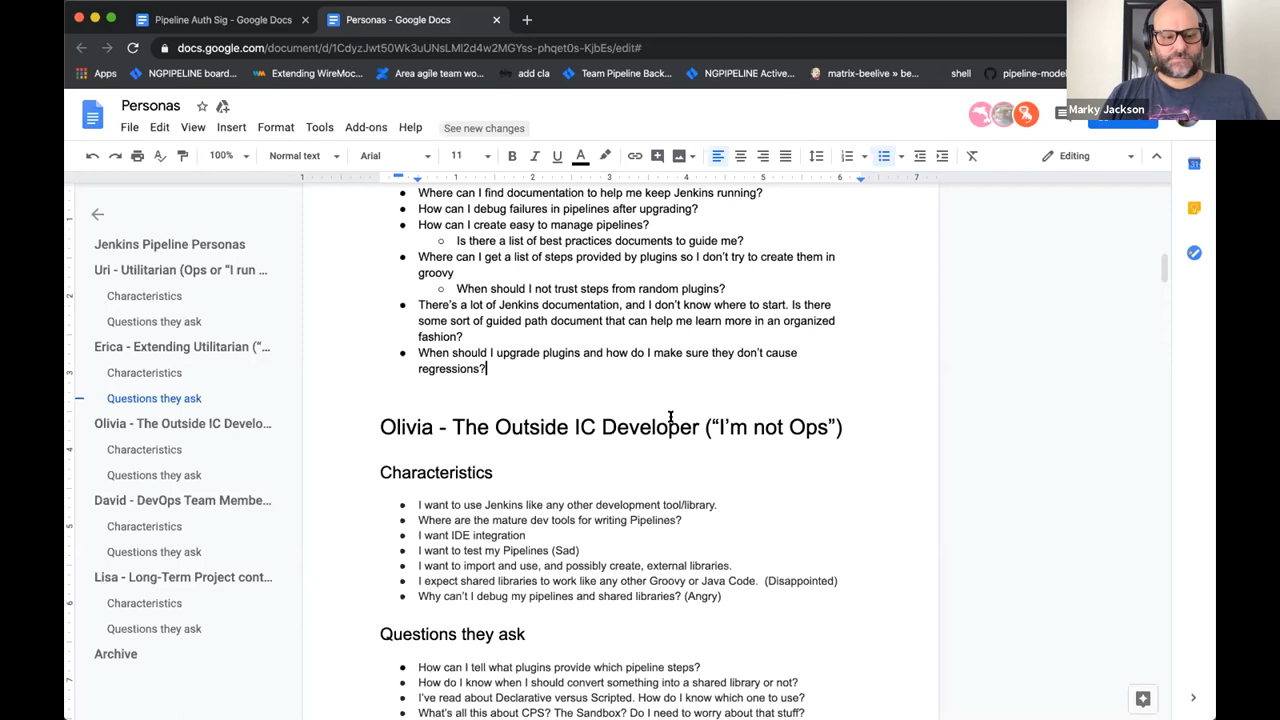 Pipeline Auth Sig - Google Docs
Personas - Google Docs
docs.google.com/document/d/1CdyzJwt50Wk3uUNsLMI2d4w2MGYss-phqet0s-KjbEs/edit#
Apps
NGPIPELINE board...
Extending WireMoc...
Area agile team wo...
add cla
Team Pipeline Back...
NGPIPELINE Active...
matrix-beelive » be...
shell
pipeline-model
Marky Jackson
Personas
File Edit View Insert Format Tools Add-ons Help See new changes
100% Normal text Arial 11 B I U A Editing
1 1 2 3 4 5 6 7
Jenkins Pipeline Personas
Uri - Utilitarian (Ops or “I run ...
Characteristics
Questions they ask
Erica - Extending Utilitarian (“...
Characteristics
Questions they ask
Olivia - The Outside IC Develo...
Characteristics
Questions they ask
David - DevOps Team Membe...
Characteristics
Questions they ask
Lisa - Long-Term Project cont...
Characteristics
Questions they ask
Archive
Where can I find documentation to help me keep Jenkins running?
How can I debug failures in pipelines after upgrading?
How can I create easy to manage pipelines?
Is there a list of best practices documents to guide me?
Where can I get a list of steps provided by plugins so I don’t try to create them in
groovy
When should I not trust steps from random plugins?
There’s a lot of Jenkins documentation, and I don’t know where to start. Is there
some sort of guided path document that can help me learn more in an organized
fashion?
When should I upgrade plugins and how do I make sure they don’t cause
regressions?
Olivia - The Outside IC Developer (“I’m not Ops”)
Characteristics
I want to use Jenkins like any other development tool/library.
Where are the mature dev tools for writing Pipelines?
I want IDE integration
I want to test my Pipelines (Sad)
I want to import and use, and possibly create, external libraries.
I expect shared libraries to work like any other Groovy or Java Code. (Disappointed)
Why can’t I debug my pipelines and shared libraries? (Angry)
Questions they ask
How can I tell what plugins provide which pipeline steps?
How do I know when I should convert something into a shared library or not?
I’ve read about Declarative versus Scripted. How do I know which one to use?
What’s all this about CPS? The Sandbox? Do I need to worry about that stuff?